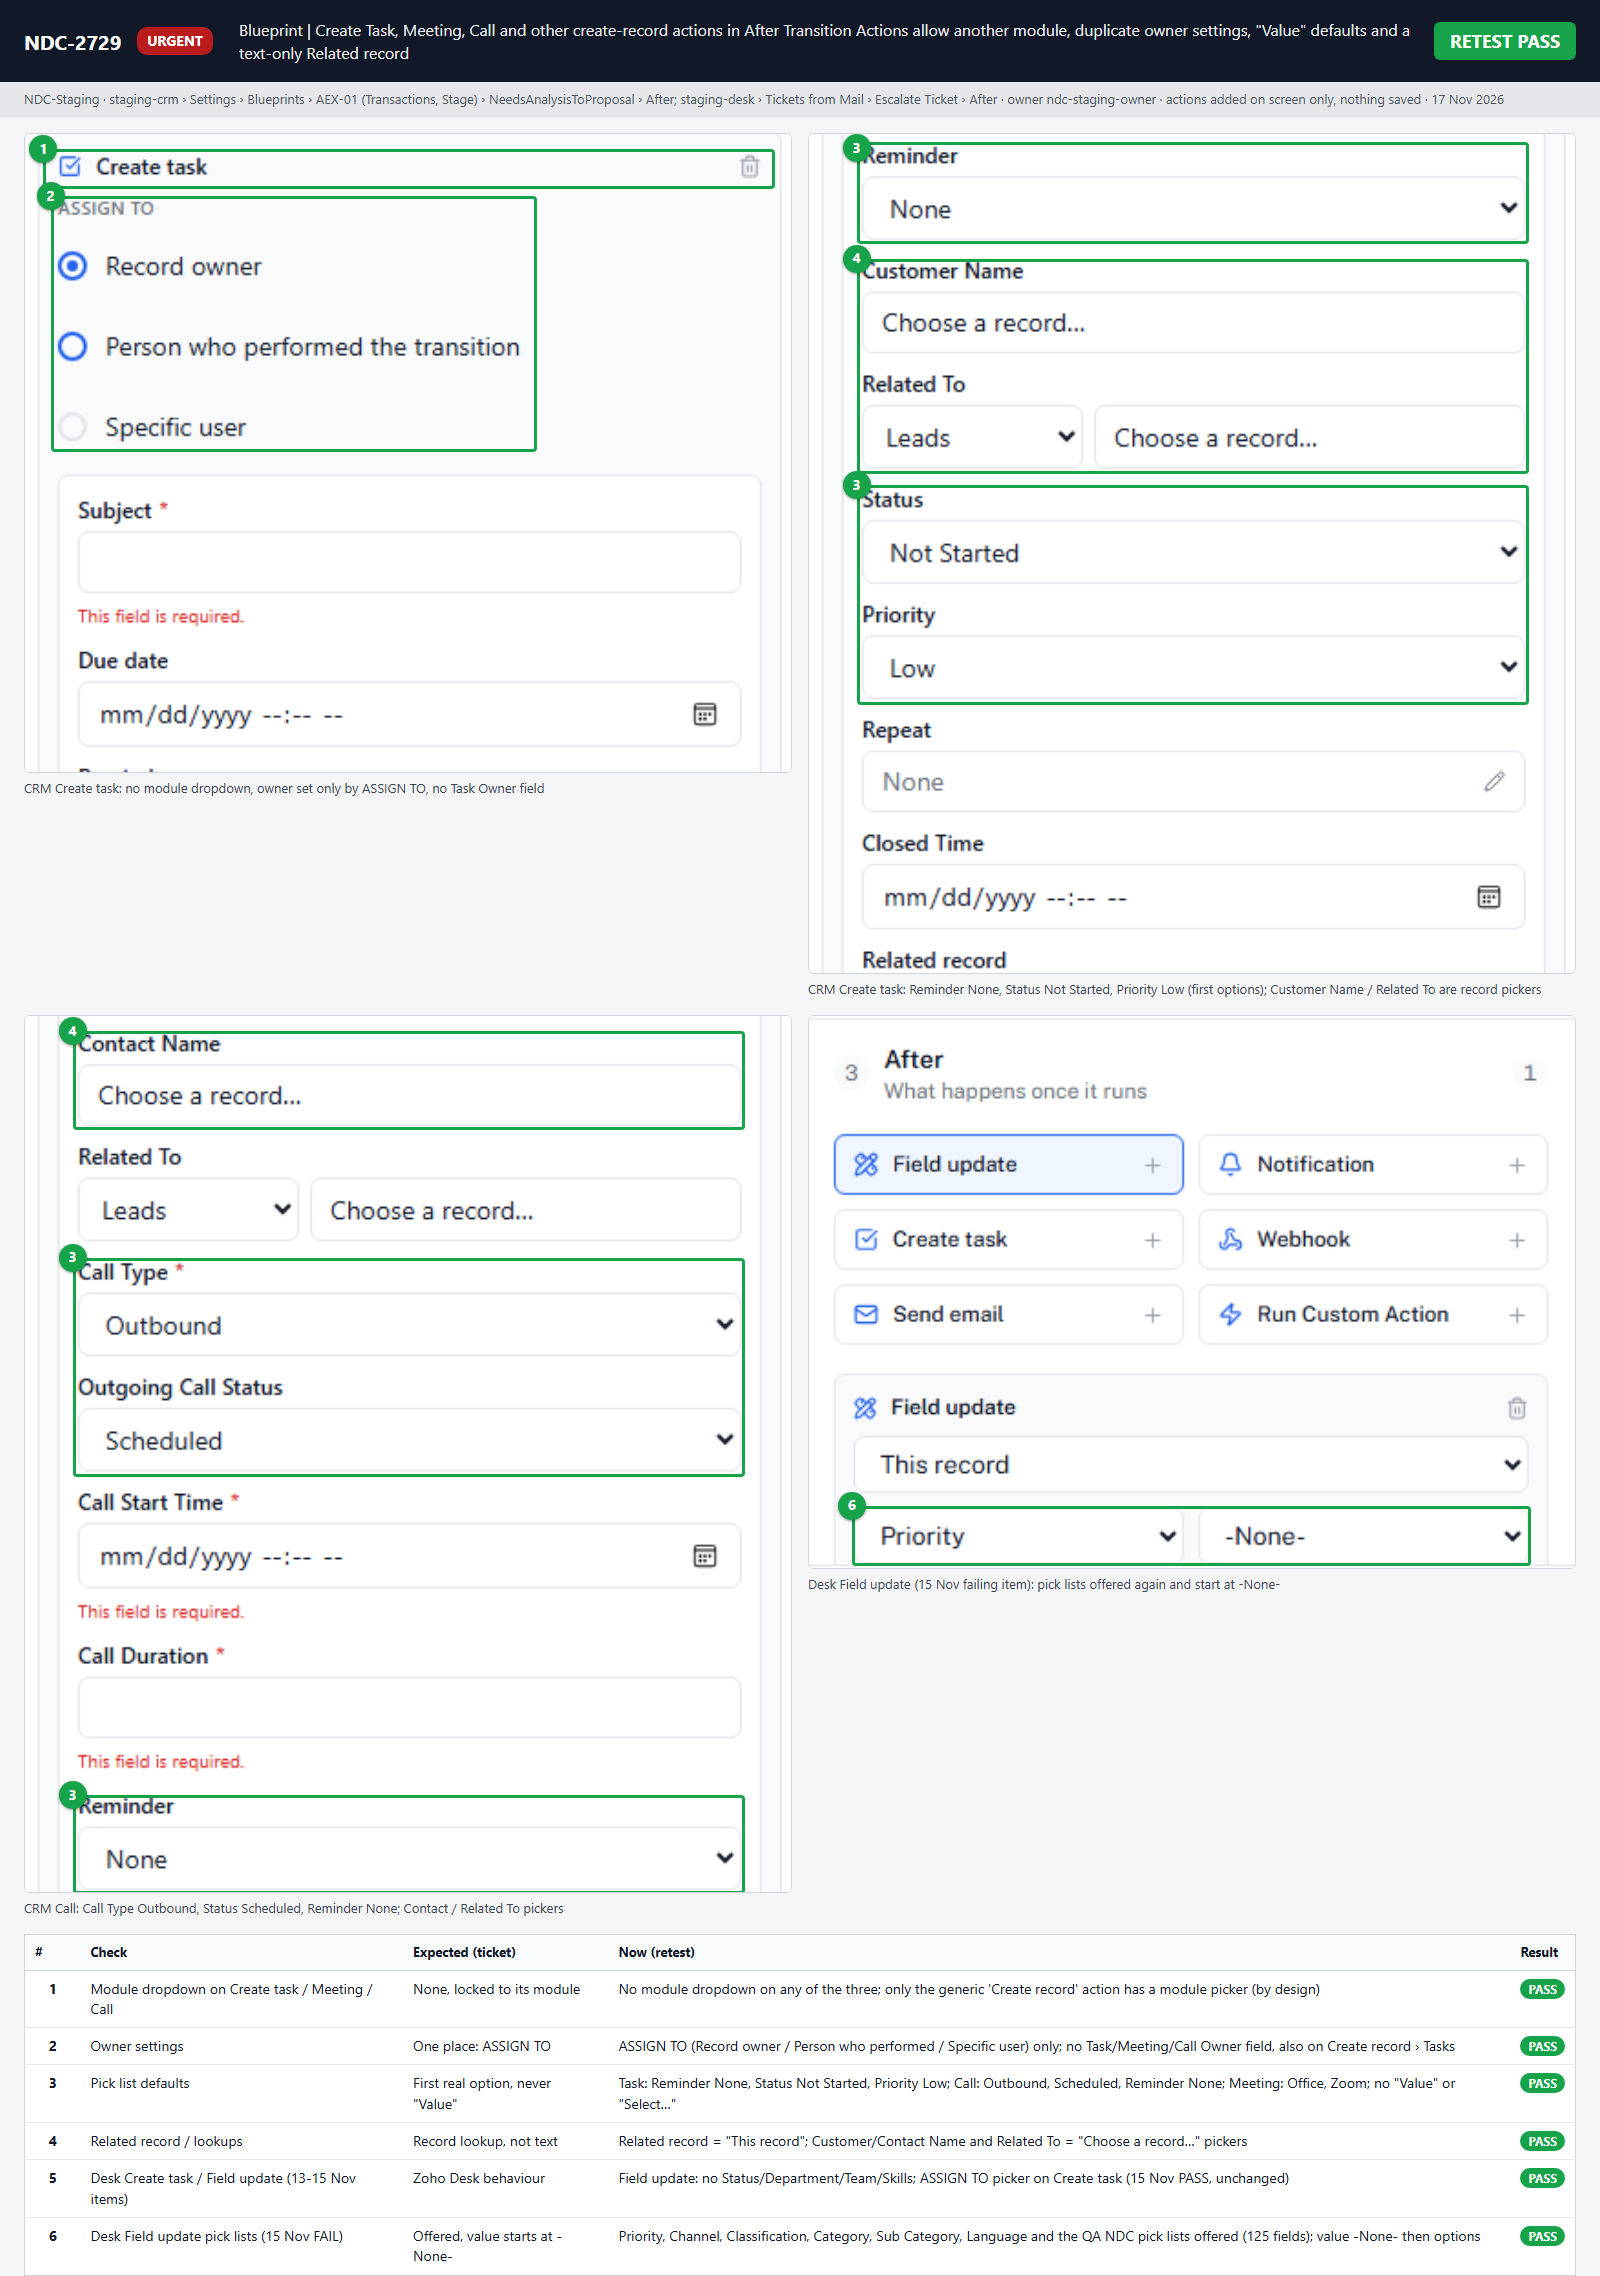 NDC-2729
URGENT
Blueprint | Create Task, Meeting, Call and other create-record actions in After Transition Actions allow another module, duplicate owner settings, "Value" defaults and a
text-only Related record
RETEST PASS
NDC-Staging · staging-crm › Settings › Blueprints › AEX-01 (Transactions, Stage) › NeedsAnalysisToProposal › After; staging-desk › Tickets from Mail › Escalate Ticket › After · owner ndc-staging-owner · actions added on screen only, nothing saved · 17 Nov 2026
1
Create task
2
ASSIGN TO
Record owner
Person who performed the transition
Specific user
Subject *
This field is required.
Due date
mm/dd/yyyy --:-- --
CRM Create task: no module dropdown, owner set only by ASSIGN TO, no Task Owner field
3
Reminder
None
4
Customer Name
Choose a record...
Related To
Leads
Choose a record...
3
Status
Not Started
Priority
Low
Repeat
None
Closed Time
mm/dd/yyyy --:-- --
Related record
CRM Create task: Reminder None, Status Not Started, Priority Low (first options); Customer Name / Related To are record pickers
4
Contact Name
Choose a record...
Related To
Leads
Choose a record...
3
Call Type *
Outbound
Outgoing Call Status
Scheduled
Call Start Time *
mm/dd/yyyy --:-- --
This field is required.
Call Duration *
This field is required.
3
Reminder
None
CRM Call: Call Type Outbound, Status Scheduled, Reminder None; Contact / Related To pickers
3
After
1
What happens once it runs
Field update +
Notification +
Create task +
Webhook +
Send email +
Run Custom Action +
Field update
This record
6
Priority
-None-
Desk Field update (15 Nov failing item): pick lists offered again and start at -None-
# Check Expected (ticket) Now (retest) Result
1 Module dropdown on Create task / Meeting / None, locked to its module No module dropdown on any of the three; only the generic 'Create record' action has a module picker (by design) PASS
Call
2 Owner settings One place: ASSIGN TO ASSIGN TO (Record owner / Person who performed / Specific user) only; no Task/Meeting/Call Owner field, also on Create record › Tasks PASS
3 Pick list defaults First real option, never Task: Reminder None, Status Not Started, Priority Low; Call: Outbound, Scheduled, Reminder None; Meeting: Office, Zoom; no "Value" or PASS
"Value" "Select..."
4 Related record / lookups Record lookup, not text Related record = "This record"; Customer/Contact Name and Related To = "Choose a record..." pickers PASS
5 Desk Create task / Field update (13-15 Nov Zoho Desk behaviour Field update: no Status/Department/Team/Skills; ASSIGN TO picker on Create task (15 Nov PASS, unchanged) PASS
items)
6 Desk Field update pick lists (15 Nov FAIL) Offered, value starts at - Priority, Channel, Classification, Category, Sub Category, Language and the QA NDC pick lists offered (125 fields); value -None- then options PASS
None-